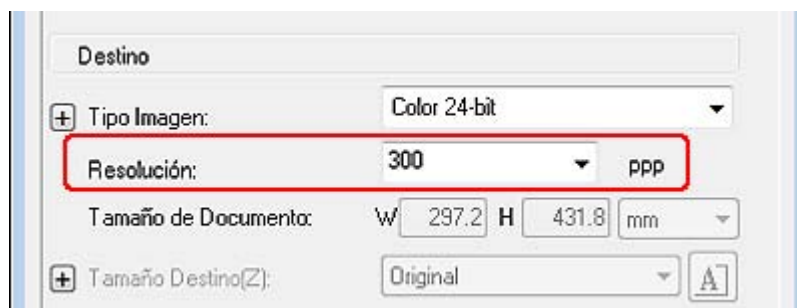 Destino
Tipo Imagen: Color 24-bit
Resolución: 300 ppp
Tamaño de Documento: W 297.2 H 431.8 mm
Tamaño Destino(Z): Original A